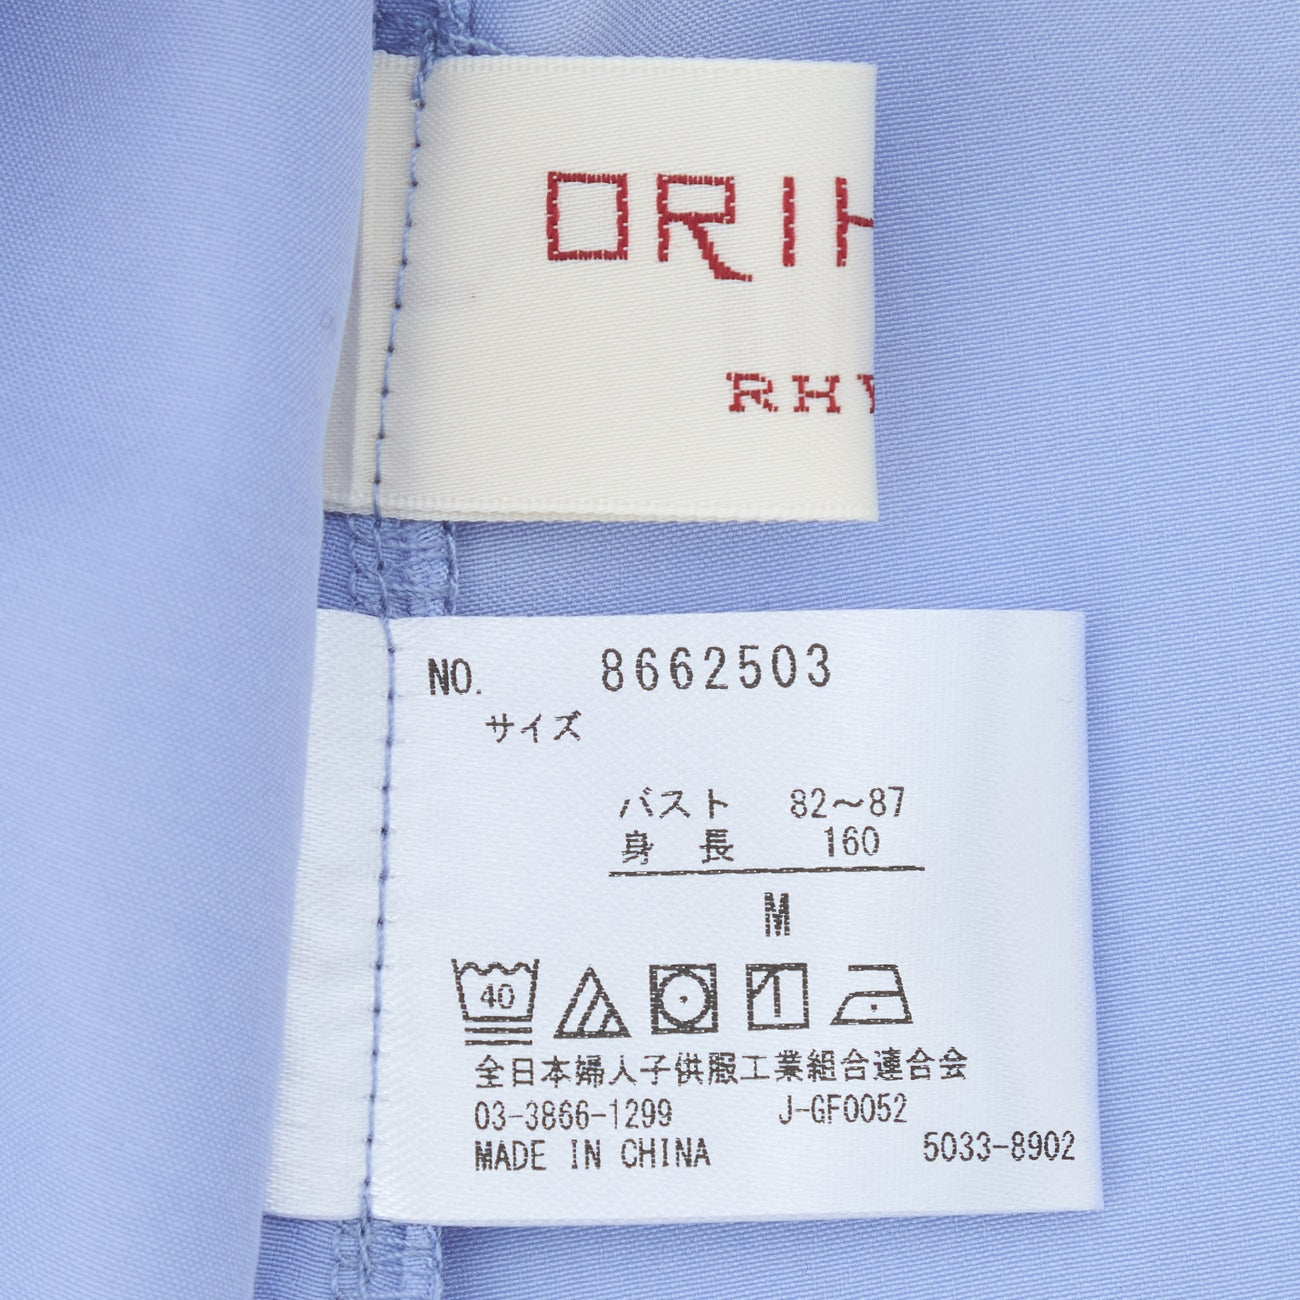 ORIH
RHY
NO. 8662503
サイズ
バスト 82～87
身 長 160
M
40
全日本婦人子供服工業組合連合会
03-3866-1299 J-GF0052
MADE IN CHINA 5033-8902